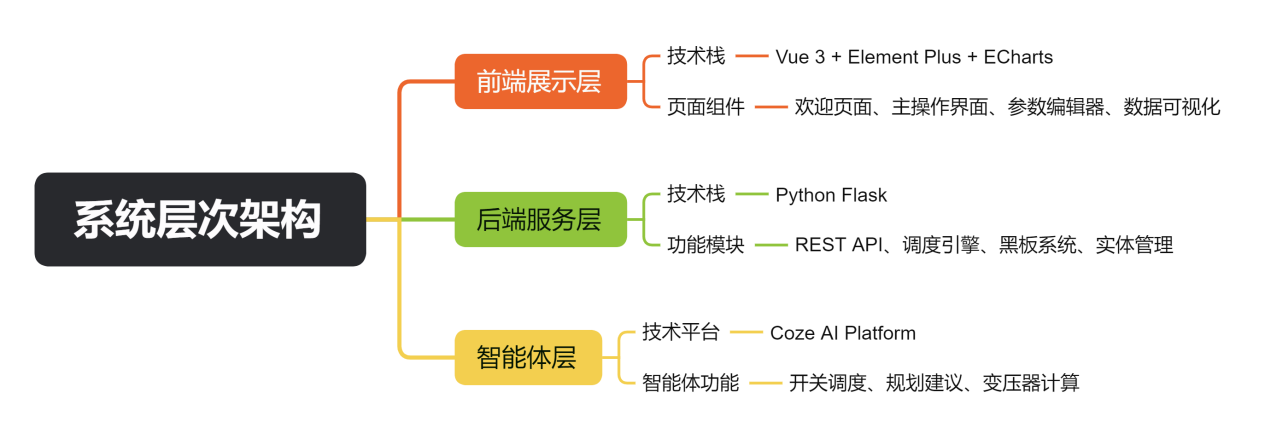 系统层次架构
前端展示层
技术栈
Vue 3 + Element Plus + ECharts
页面组件
欢迎页面、主操作界面、参数编辑器、数据可视化
后端服务层
技术栈
Python Flask
功能模块
REST API、调度引擎、黑板系统、实体管理
智能体层
技术平台
Coze AI Platform
智能体功能
开关调度、规划建议、变压器计算